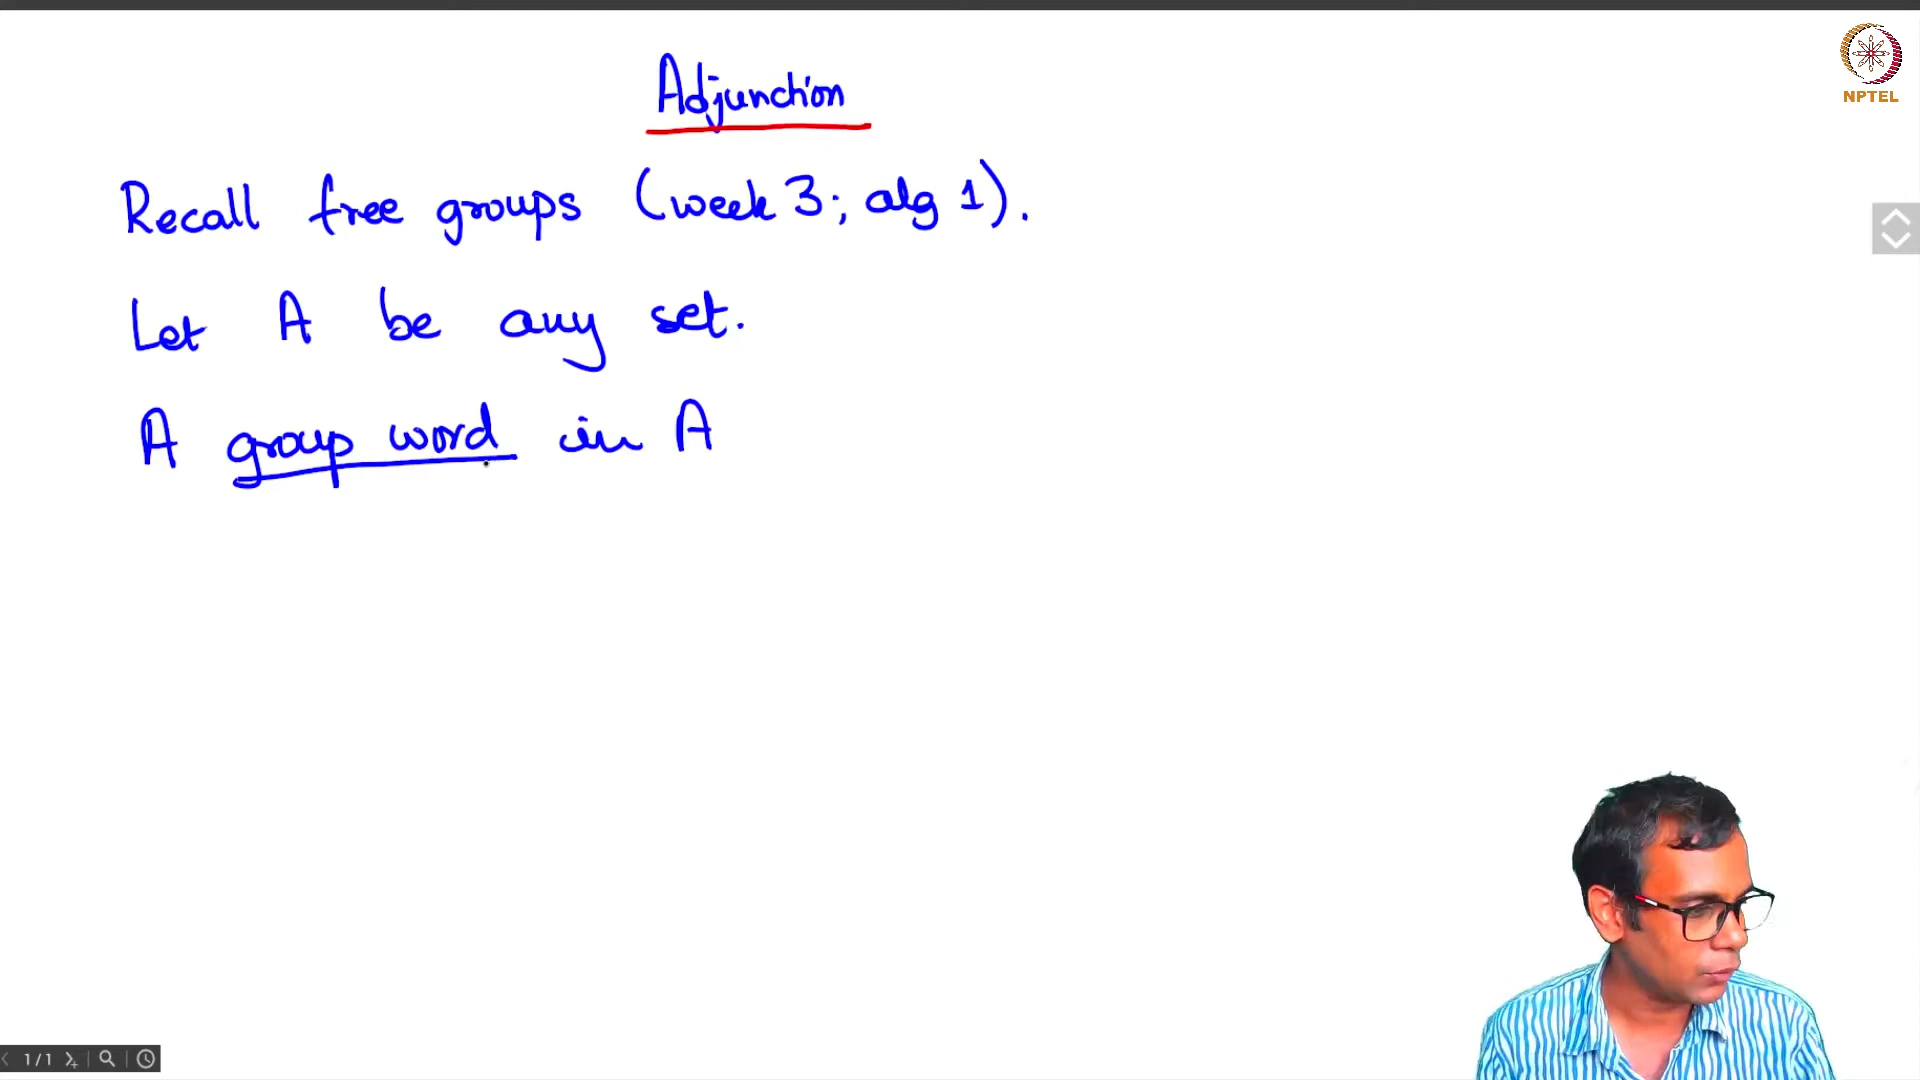 Adjunction
NPTEL
Recall free groups (week 3; alg 1).
Let A be any set.
A group word in A
1/1